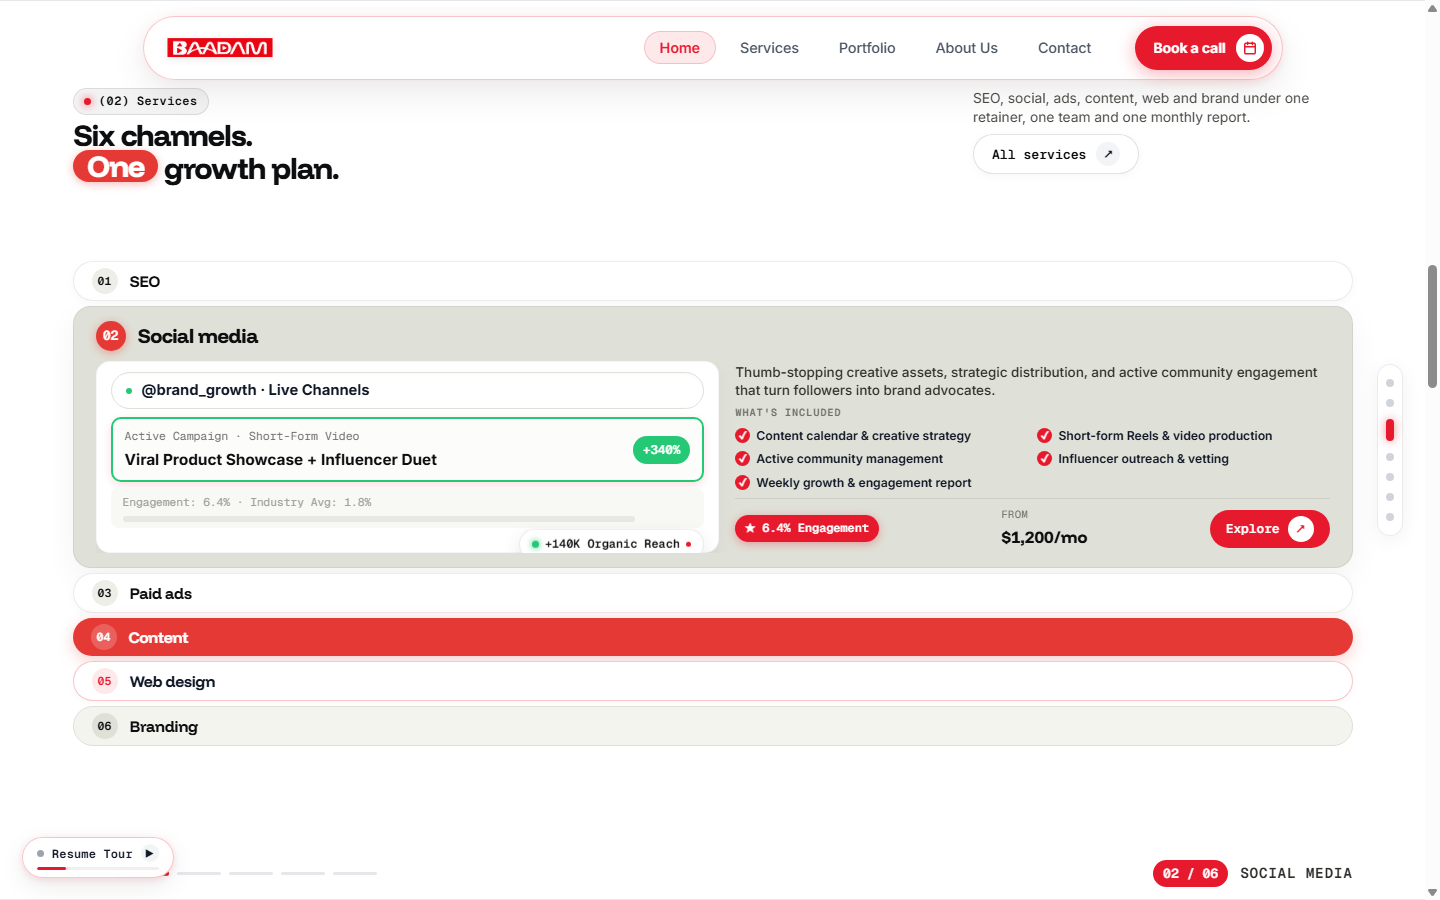 BAADAM
Home
Services
Portfolio
About Us
Contact
Book a call
(02) Services
Six channels.
One growth plan.
SEO, social, ads, content, web and brand under one
retainer, one team and one monthly report.
All services ↗
01 SEO
02 Social media
@brand_growth · Live Channels
Active Campaign · Short-Form Video
Viral Product Showcase + Influencer Duet
+340%
Engagement: 6.4% · Industry Avg: 1.8%
+140K Organic Reach
Thumb-stopping creative assets, strategic distribution, and active community engagement
that turn followers into brand advocates.
WHAT'S INCLUDED
Content calendar & creative strategy
Short-form Reels & video production
Active community management
Influencer outreach & vetting
Weekly growth & engagement report
★ 6.4% Engagement
FROM
$1,200/mo
Explore ↗
03 Paid ads
04 Content
05 Web design
06 Branding
Resume Tour
02 / 06 SOCIAL MEDIA